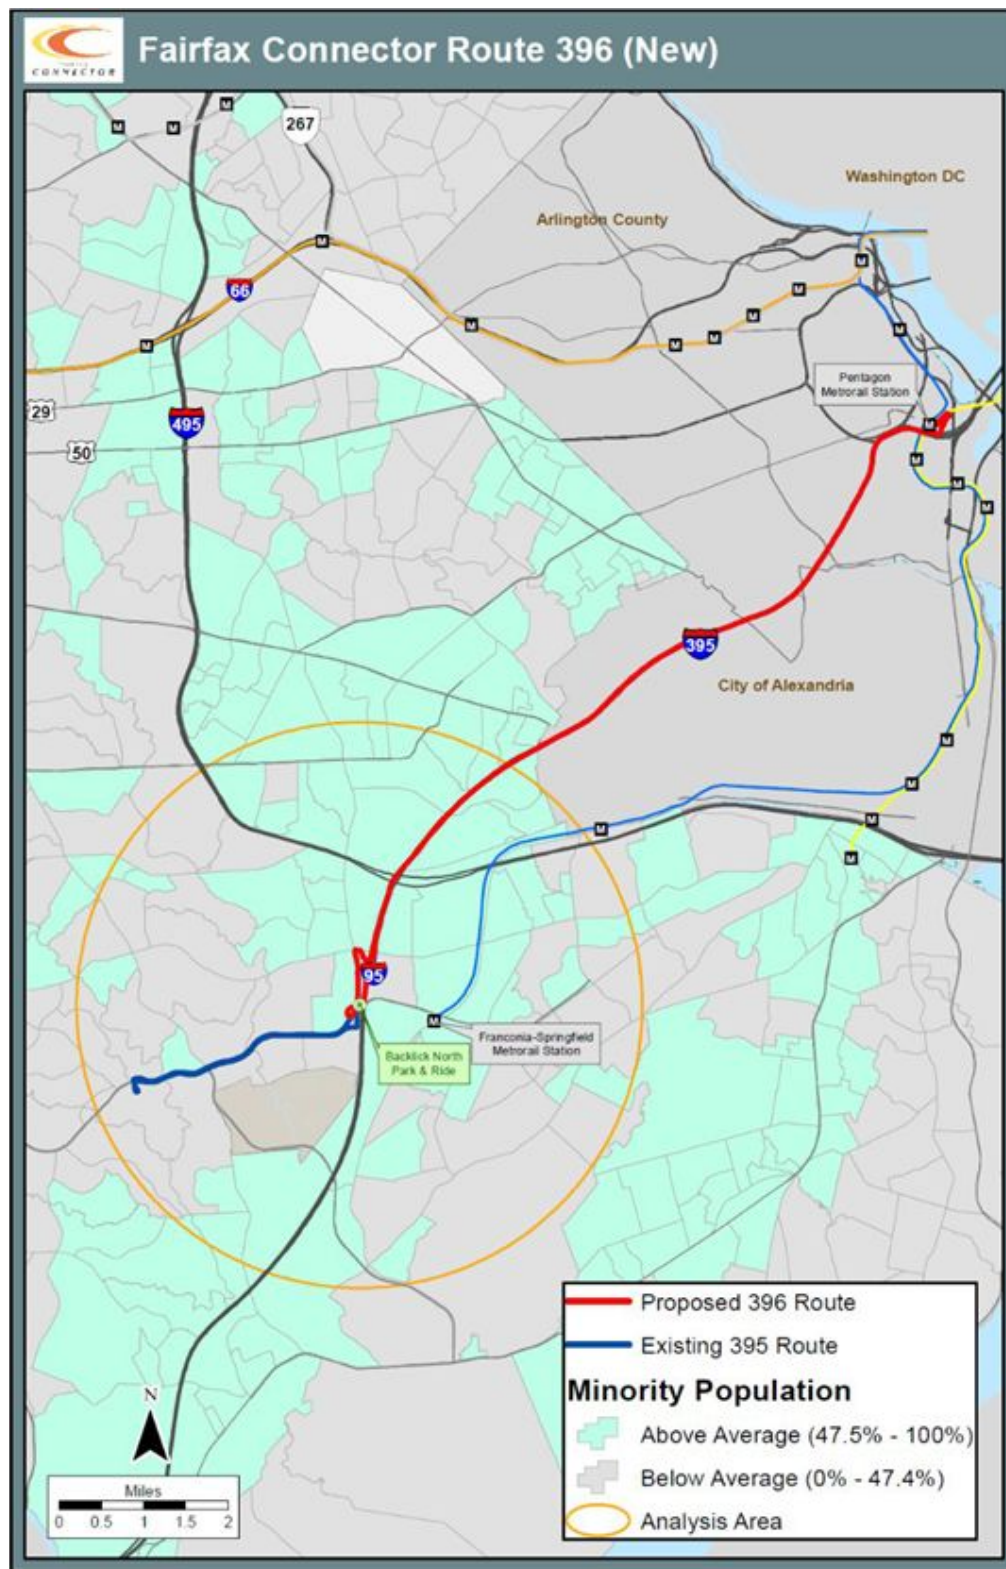 CONNECTOR
Fairfax Connector Route 396 (New)
M
M
M
267
Washington DC
Arlington County
M
M
66
M
M
M
M
M
M
M
Pentagon
Metrorail Station
29
495
50
M
M
M
M
395
City of Alexandria
M
M
M
M
M
95
M
Franconia-Springfield
Metrorail Station
Backlick North
Park & Ride
N
Miles
0 0.5 1 1.5 2
Proposed 396 Route
Existing 395 Route
Minority Population
Above Average (47.5% - 100%)
Below Average (0% - 47.4%)
Analysis Area